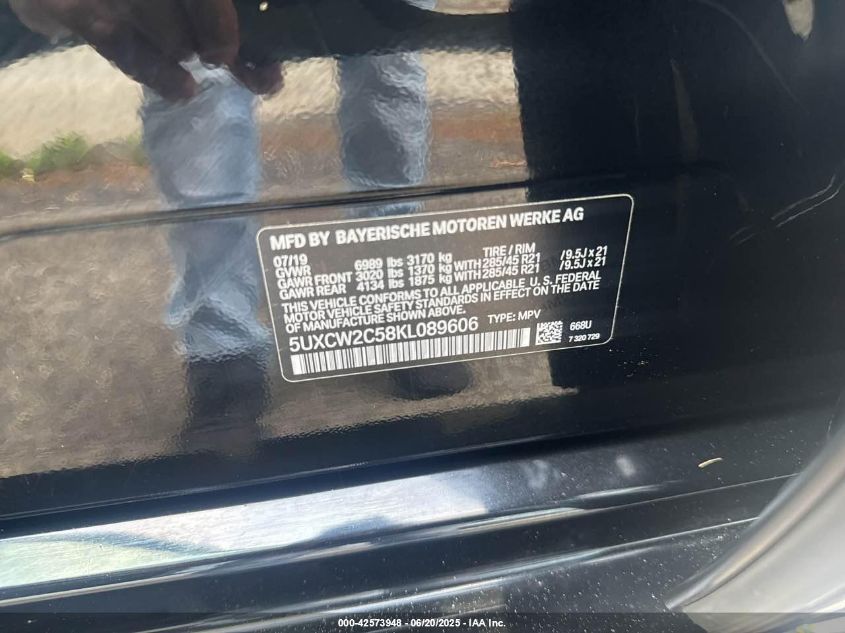 MFD BY BAYERISCHE MOTOREN WERKE AG
07/19 TIRE / RIM
GVWR 6989 lbs 3170 kg
GAWR FRONT 3020 lbs 1370 kg WITH 285/45 R21 /9.5J x 21
GAWR REAR 4134 lbs 1875 kg WITH 285/45 R21 /9.5J x 21
THIS VEHICLE CONFORMS TO ALL APPLICABLE U.S. FEDERAL
MOTOR VEHICLE SAFETY STANDARDS IN EFFECT ON THE DATE
OF MANUFACTURE SHOWN ABOVE.
5UXCW2C58KL089606 TYPE: MPV
668U
7 320 729
000-42573948 06/20/2025 IAA Inc.